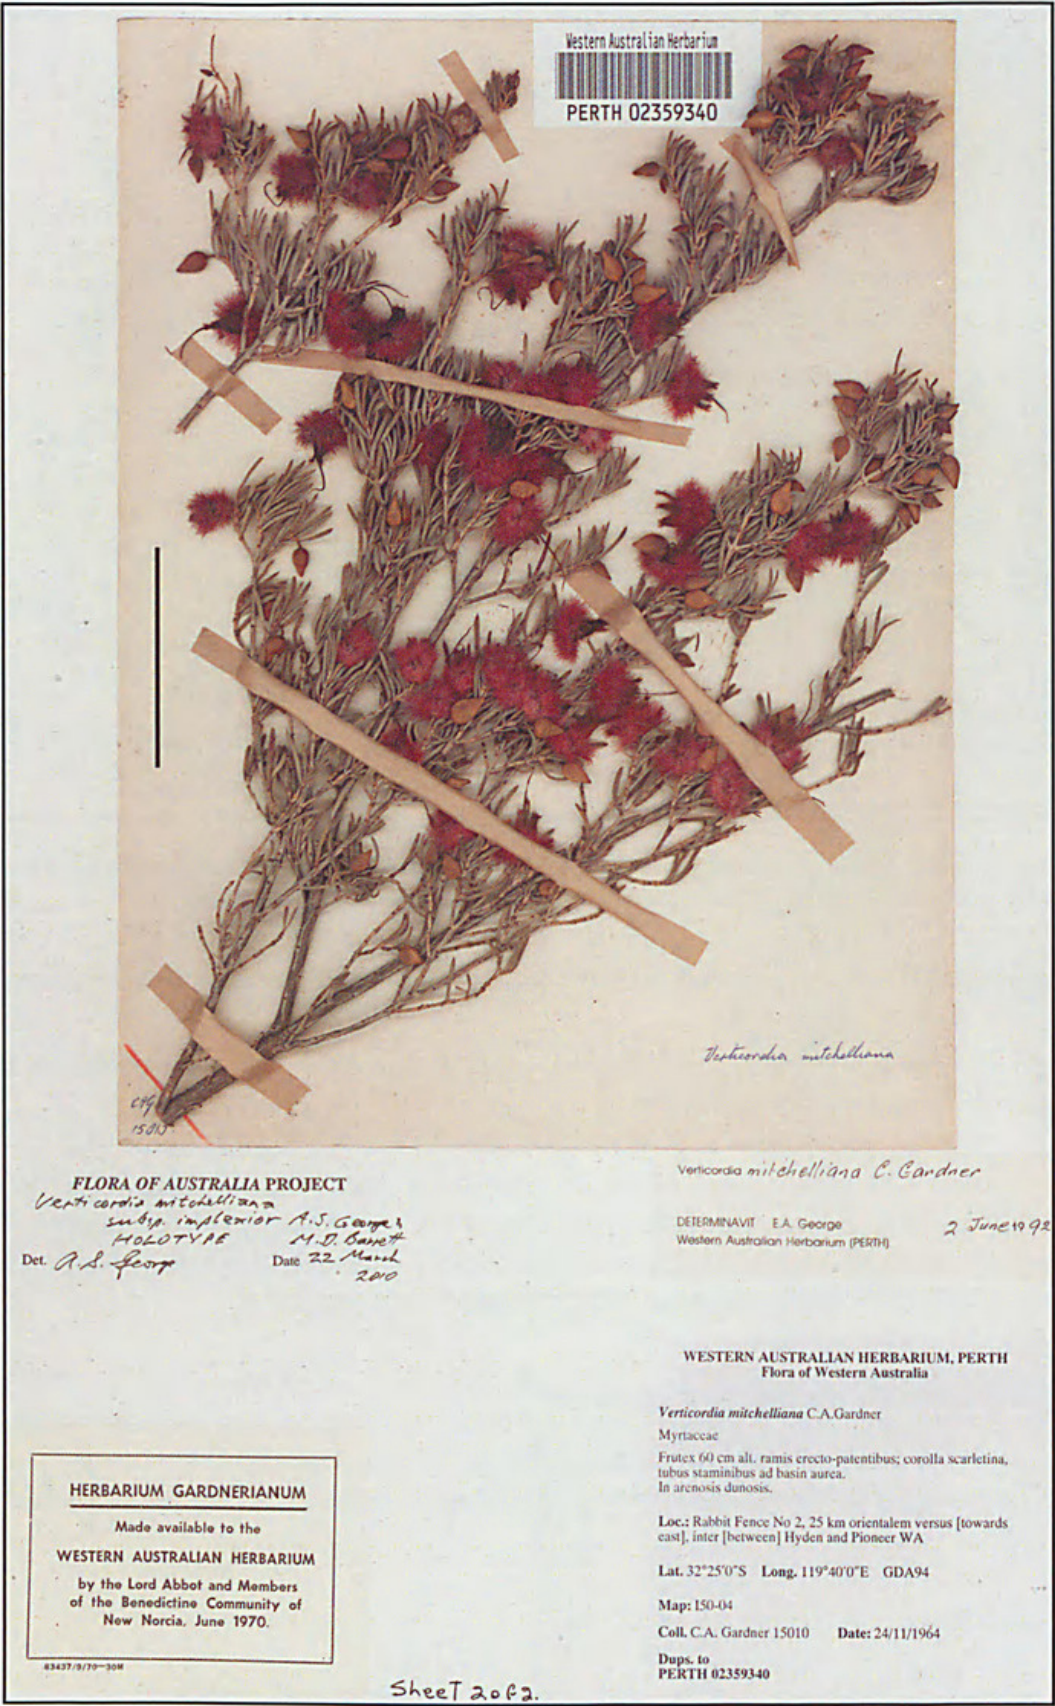 Western Australian Herbarium
PERTH 02359340
Verticordia mitchelliana
CAG
FLORA OF AUSTRALIA PROJECT
Verticordia mitchelliana
subsp. implexior A.S. George &
HOLOTYPE M.D. Barrett
Det. A.S. George Date 22 March
2010
Verticordia mitchelliana C. Gardner
DETERMINAVIT E.A. George 2 June 1992
Western Australian Herbarium (PERTH)
WESTERN AUSTRALIAN HERBARIUM, PERTH
Flora of Western Australia
Verticordia mitchelliana C.A.Gardner
Myrtaceae
Frutex 60 cm alt. ramis erecto-patentibus; corolla scarletina,
tubus staminibus ad basin aurea.
In arenosis dunosis.
Loc.: Rabbit Fence No 2, 25 km orientalem versus [towards
east], inter [between] Hyden and Pioneer WA
Lat. 32°25'0"S Long. 119°40'0"E GDA94
Map: I50-04
Coll. C.A. Gardner 15010 Date: 24/11/1964
Dups. to
PERTH 02359340
HERBARIUM GARDNERIANUM
Made available to the
WESTERN AUSTRALIAN HERBARIUM
by the Lord Abbot and Members
of the Benedictine Community of
New Norcia, June 1970.
83437/9/70—30M
Sheet 2 of 2.